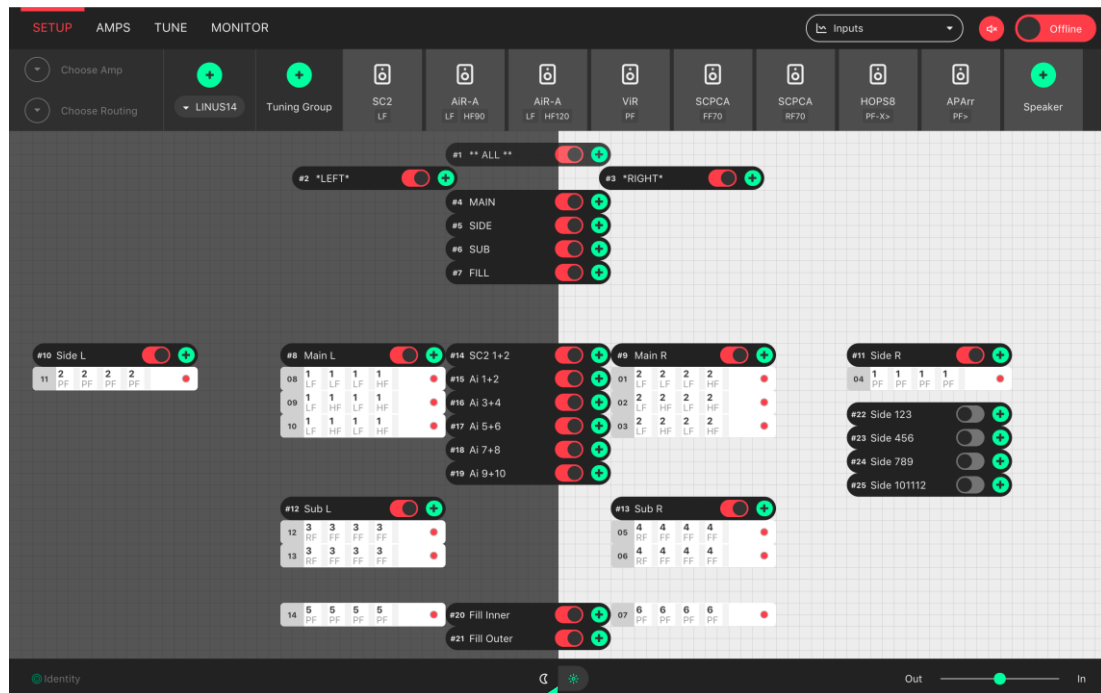 SETUP AMPS TUNE MONITOR Inputs Offline
Choose Amp
Choose Routing LINUS14 Tuning Group
SC2 AiR-A AiR-A ViR SCPCA SCPCA HOPS8 APArr Speaker
LF LF HF90 LF HF120 PF FF70 RF70 PF-X> PF>
#1 ** ALL **
#2 *LEFT* #3 *RIGHT*
#4 MAIN
#5 SIDE
#6 SUB
#7 FILL
#10 Side L #8 Main L #14 SC2 1+2 #9 Main R #11 Side R
11 2 PF 2 PF 2 PF 2 PF 08 1 LF 1 LF 1 LF 1 HF #15 Ai 1+2 01 2 LF 2 LF 2 LF 2 HF 04 1 PF 1 PF 1 PF 1 PF
09 1 LF 1 HF 1 LF 1 HF #16 Ai 3+4 02 2 LF 2 HF 2 LF 2 HF #22 Side 123
10 1 LF 1 HF 1 LF 1 HF #17 Ai 5+6 03 2 LF 2 HF 2 LF 2 HF #23 Side 456
#18 Ai 7+8 #24 Side 789
#19 Ai 9+10 #25 Side 101112
#12 Sub L #13 Sub R
12 3 RF 3 FF 3 FF 3 FF 05 4 RF 4 FF 4 FF 4 FF
13 3 RF 3 FF 3 FF 3 FF 06 4 RF 4 FF 4 FF 4 FF
14 5 PF 5 PF 5 PF 5 PF #20 Fill Inner 07 6 PF 6 PF 6 PF 6 PF
#21 Fill Outer
Identity Out In